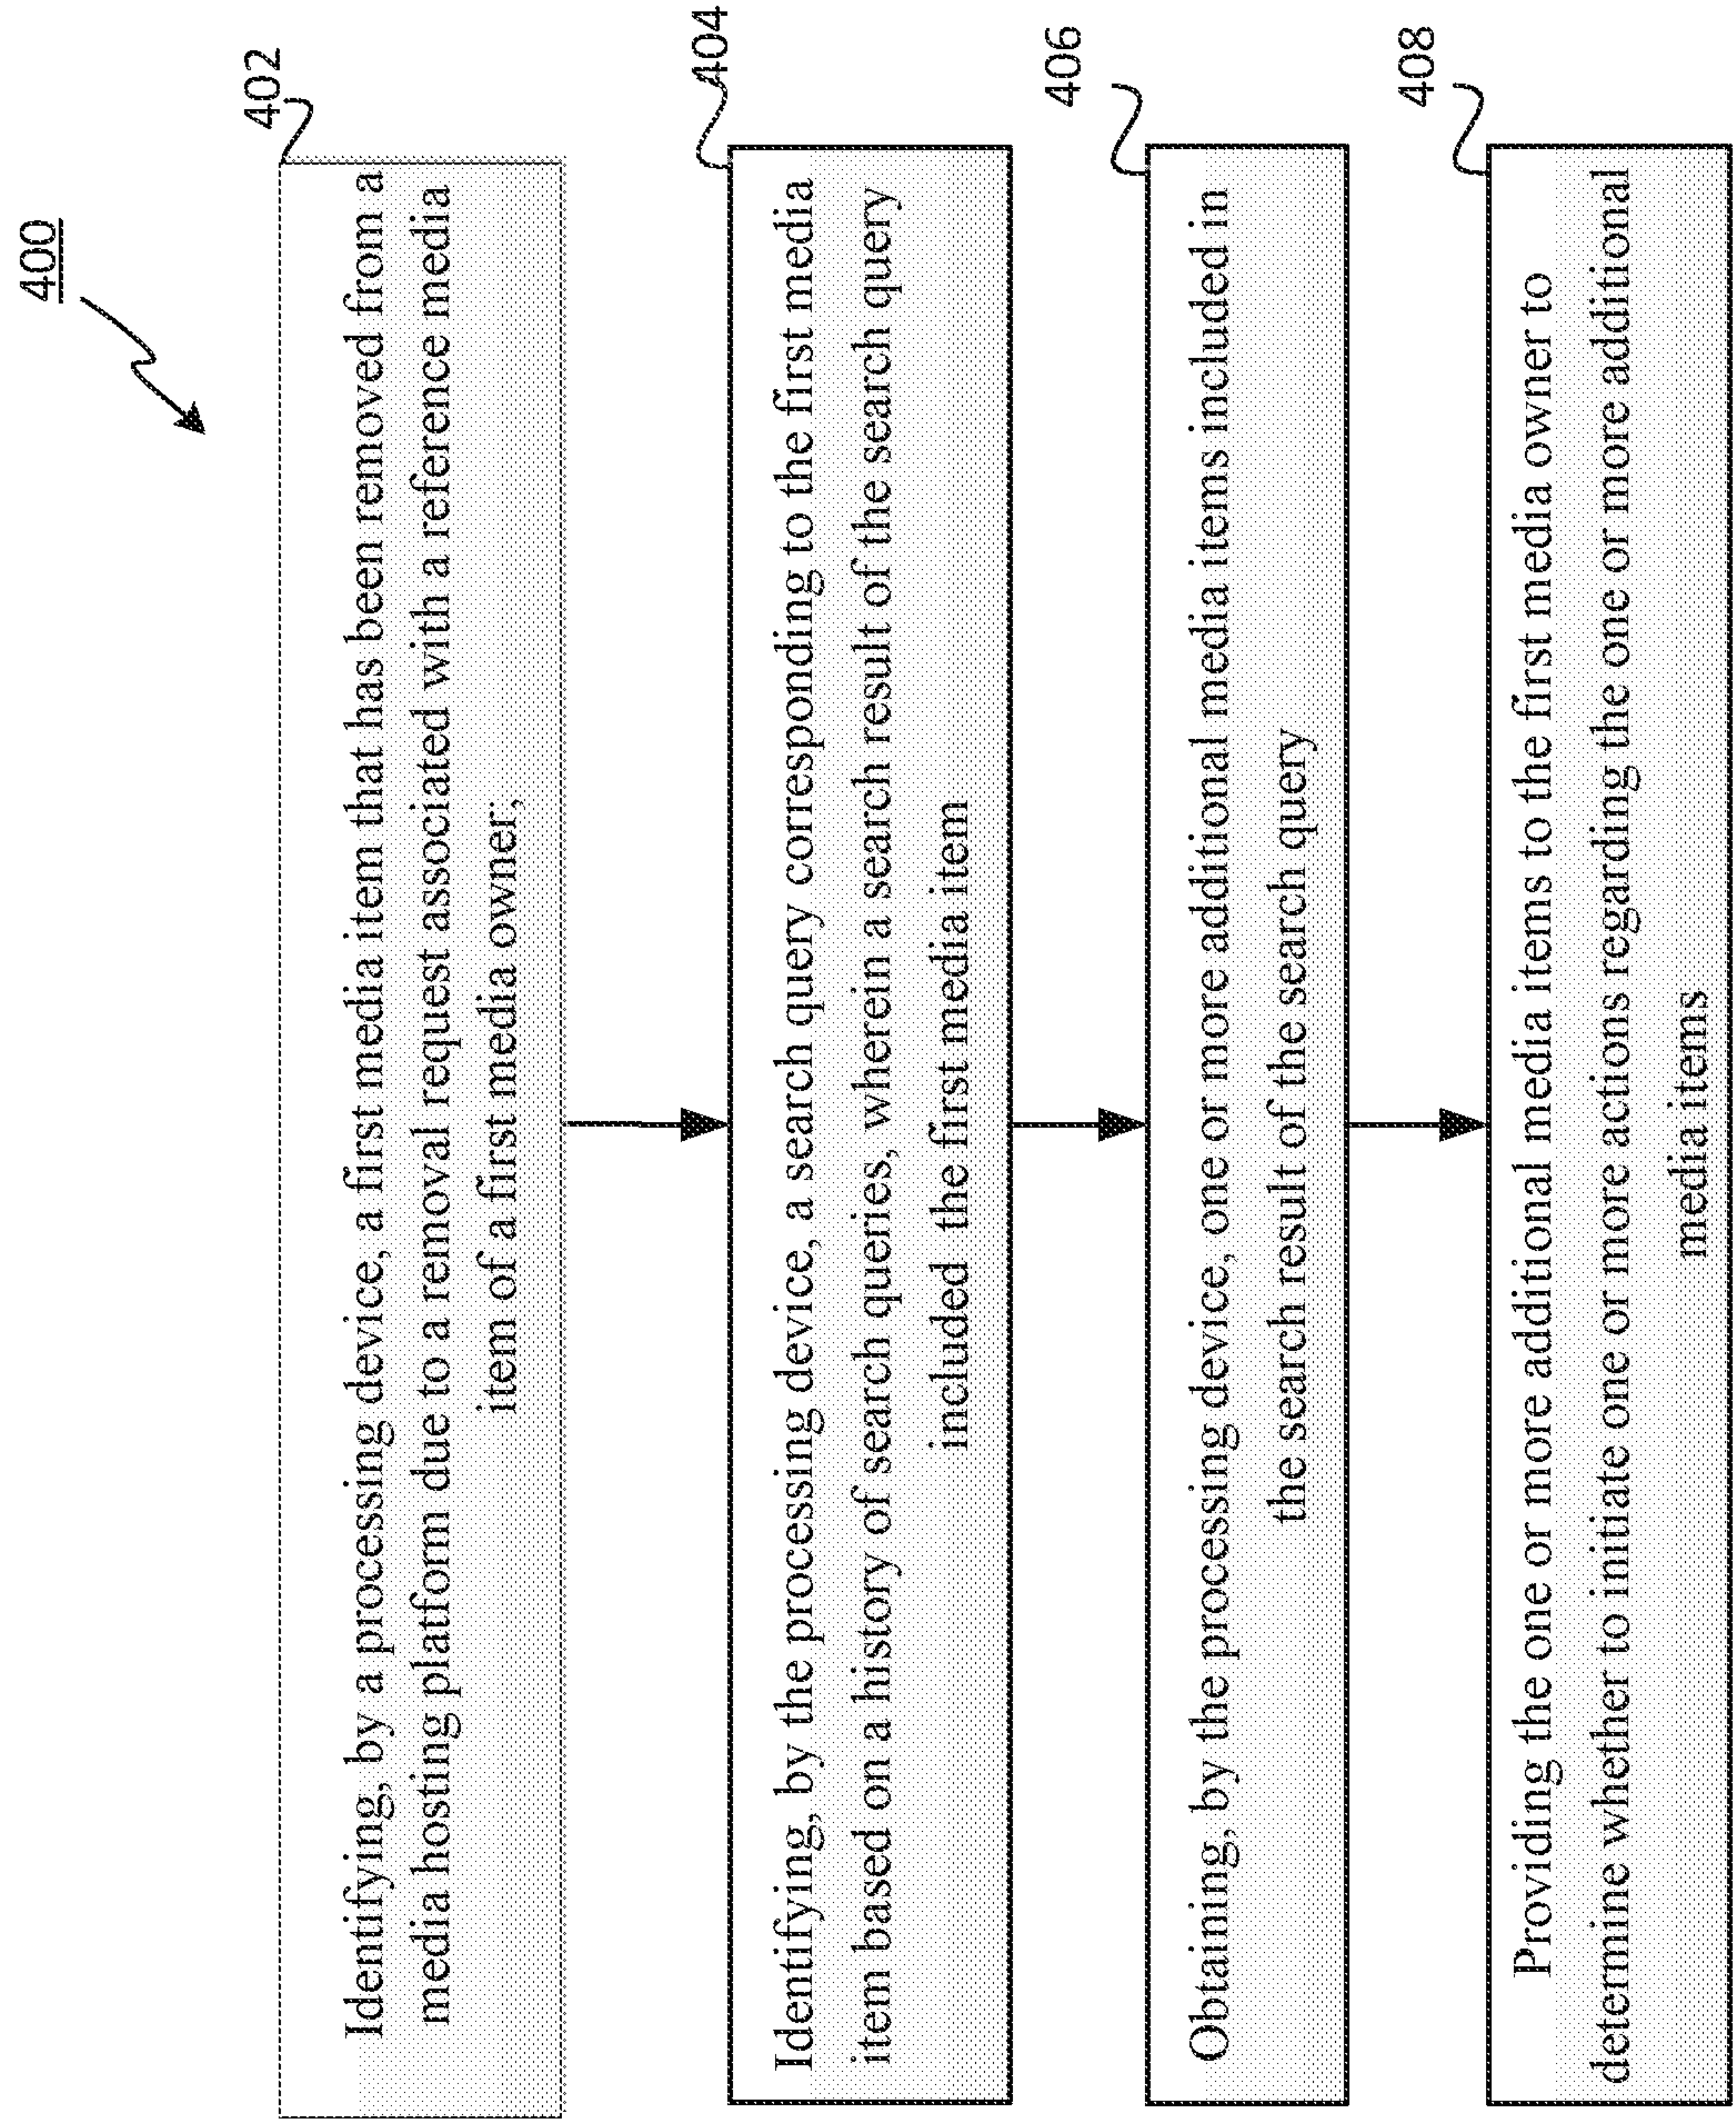 400
402
Identifying, by a processing device, a first media item that has been removed from a
media hosting platform due to a removal request associated with a reference media
item of a first media owner;
404
Identifying, by the processing device, a search query corresponding to the first media
item based on a history of search queries, wherein a search result of the search query
included the first media item
406
Obtaining, by the processing device, one or more additional media items included in
the search result of the search query
408
Providing the one or more additional media items to the first media owner to
determine whether to initiate one or more actions regarding the one or more additional
media items